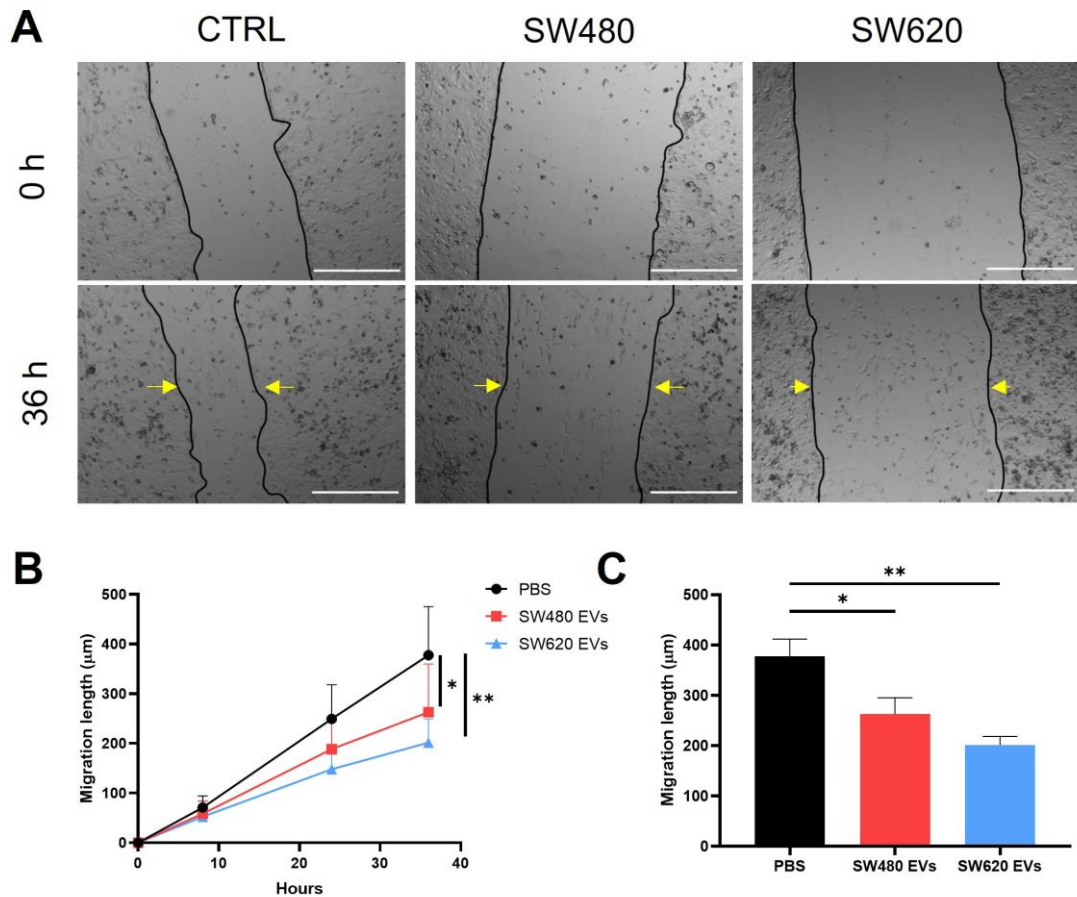 A
CTRL SW480 SW620
0 h
36 h
B
500
400
300
200
100
0
Migration length (μm)
0 10 20 30 40
Hours
PBS
SW480 EVs
SW620 EVs
*
**
C
500
400
300
200
100
0
Migration length (μm)
**
*
PBS SW480 EVs SW620 EVs